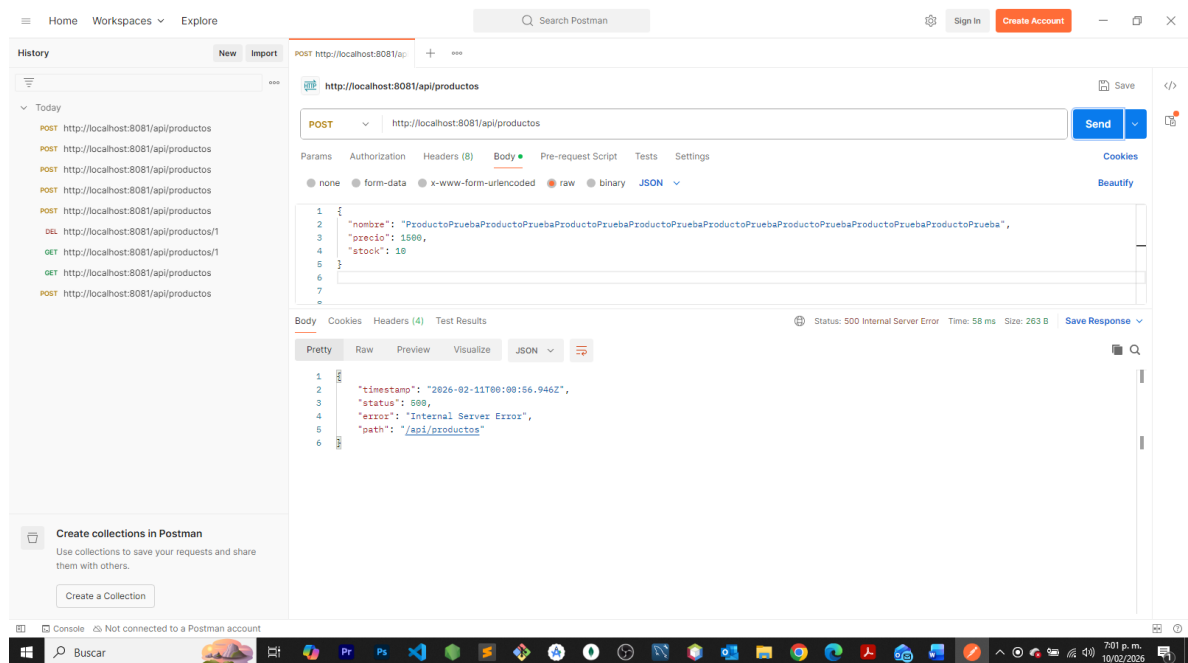 Home Workspaces Explore Search Postman Sign In Create Account
History New Import POST http://localhost:8081/ap
http://localhost:8081/api/productos Save
Today
POST http://localhost:8081/api/productos
POST http://localhost:8081/api/productos
POST http://localhost:8081/api/productos
POST http://localhost:8081/api/productos
POST http://localhost:8081/api/productos
DEL http://localhost:8081/api/productos/1
GET http://localhost:8081/api/productos/1
GET http://localhost:8081/api/productos
POST http://localhost:8081/api/productos
POST http://localhost:8081/api/productos Send
Params Authorization Headers (8) Body Pre-request Script Tests Settings Cookies
none form-data x-www-form-urlencoded raw binary JSON Beautify
1 {
2 "nombre": "ProductoPruebaProductoPruebaProductoPruebaProductoPruebaProductoPruebaProductoPruebaProductoPruebaProductoPrueba",
3 "precio": 1500,
4 "stock": 10
5 }
6
7
8
Body Cookies Headers (4) Test Results Status: 500 Internal Server Error Time: 58 ms Size: 263 B Save Response
Pretty Raw Preview Visualize JSON
1 {
2 "timestamp": "2026-02-11T00:00:56.946Z",
3 "status": 500,
4 "error": "Internal Server Error",
5 "path": "/api/productos"
6 }
Create collections in Postman
Use collections to save your requests and share
them with others.
Create a Collection
Console Not connected to a Postman account
Buscar Pr Ps 7:01 p. m.
10/02/2026